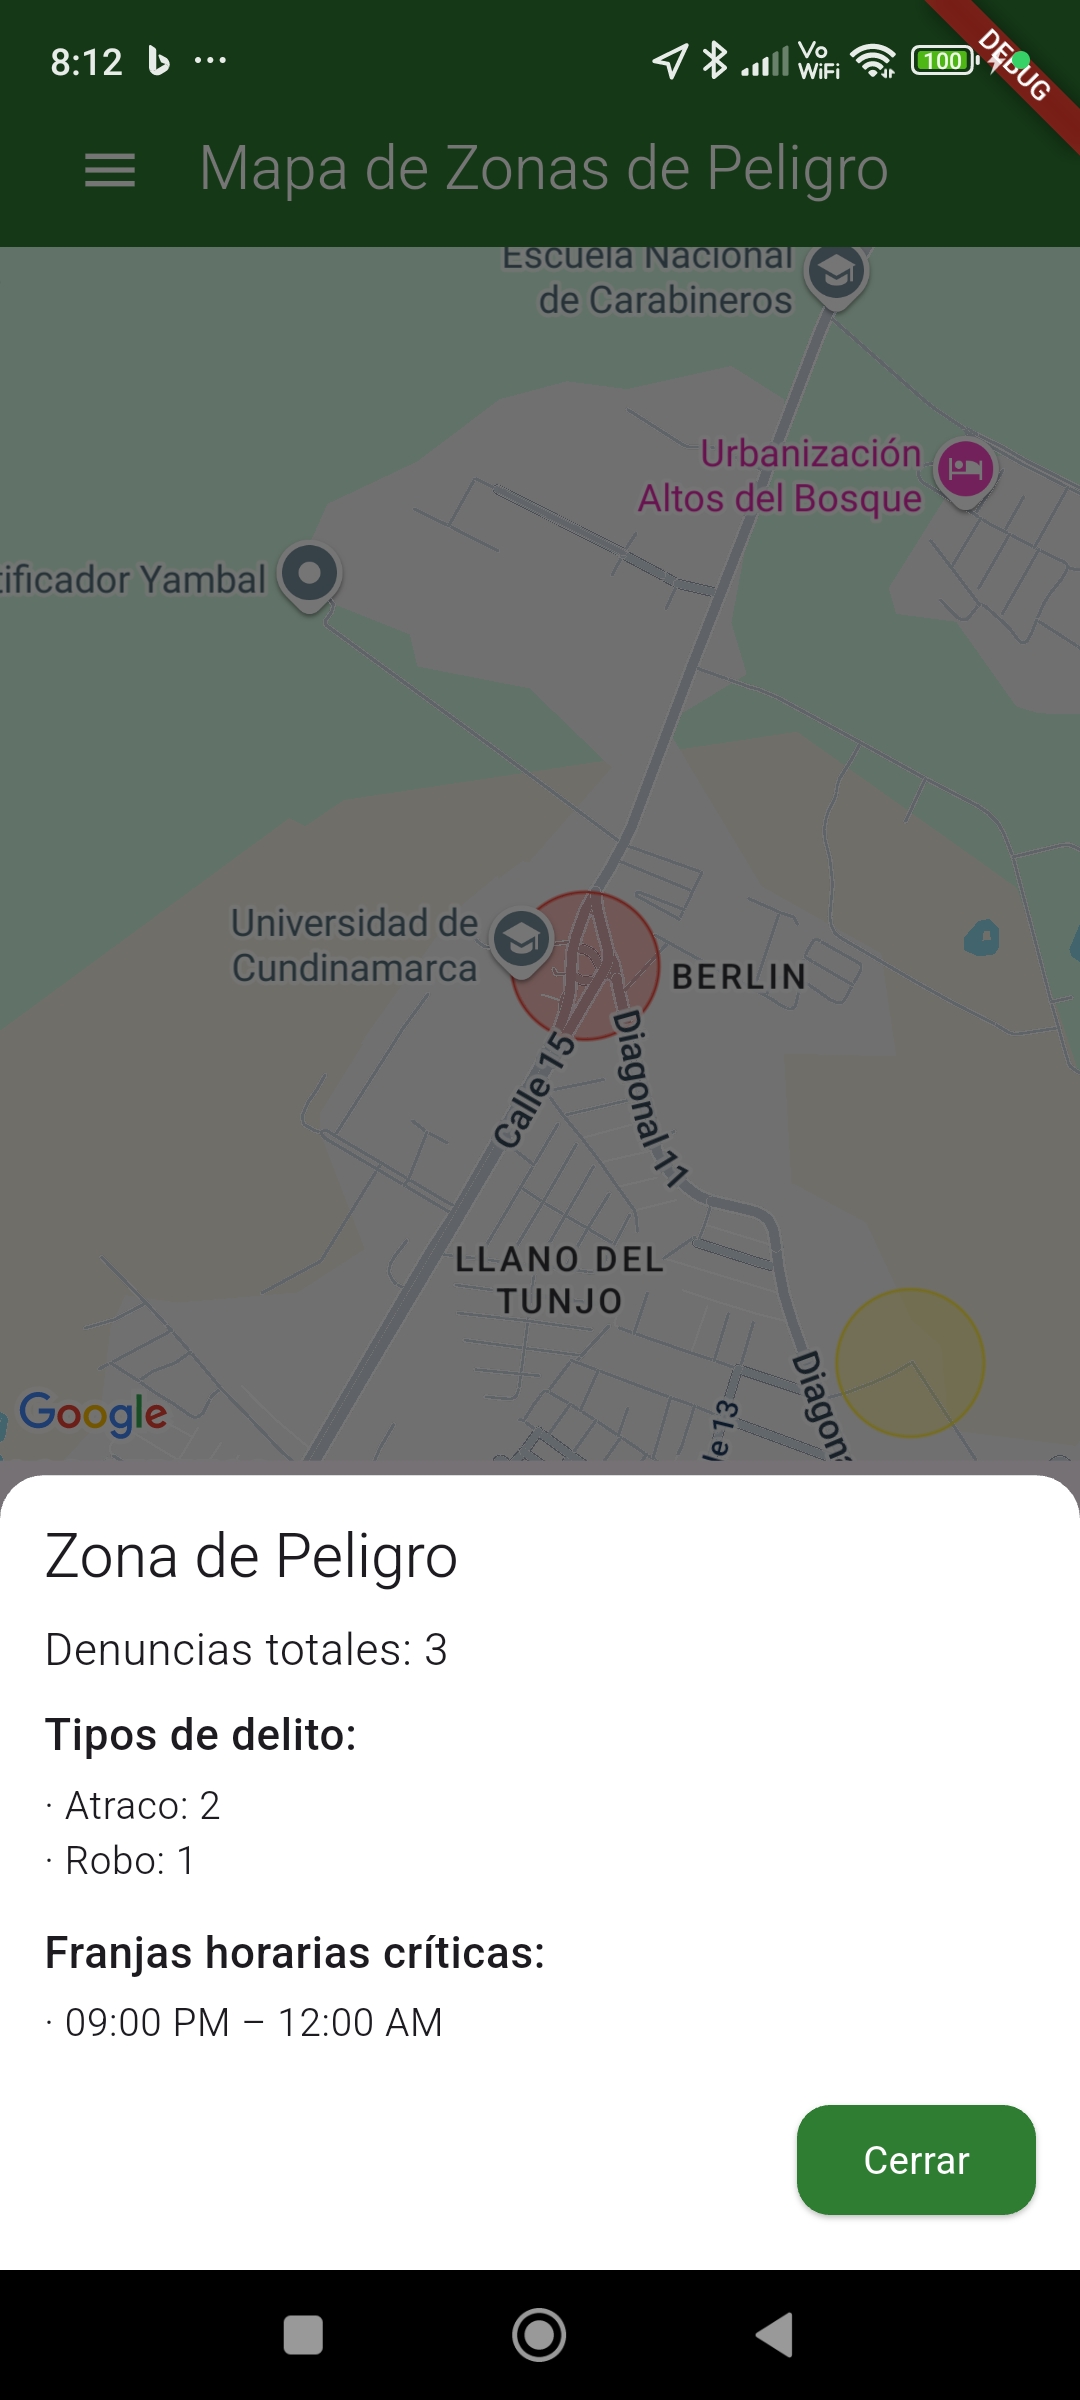 8:12
Vo
WiFi
100
DEBUG
Mapa de Zonas de Peligro
Escuela Nacional
de Carabineros
Urbanización
Altos del Bosque
tificador Yambal
Universidad de
Cundinamarca
BERLIN
Calle 15
Diagonal 11
LLANO DEL
TUNJO
Diagona
le 13
Google
Zona de Peligro
Denuncias totales: 3
Tipos de delito:
· Atraco: 2
· Robo: 1
Franjas horarias críticas:
· 09:00 PM – 12:00 AM
Cerrar